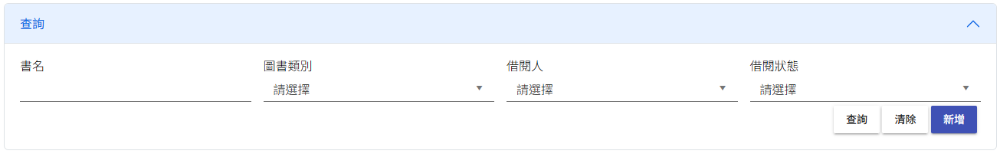 查詢
書名 圖書類別 借閱人 借閱狀態
請選擇 請選擇 請選擇
查詢 清除 新增